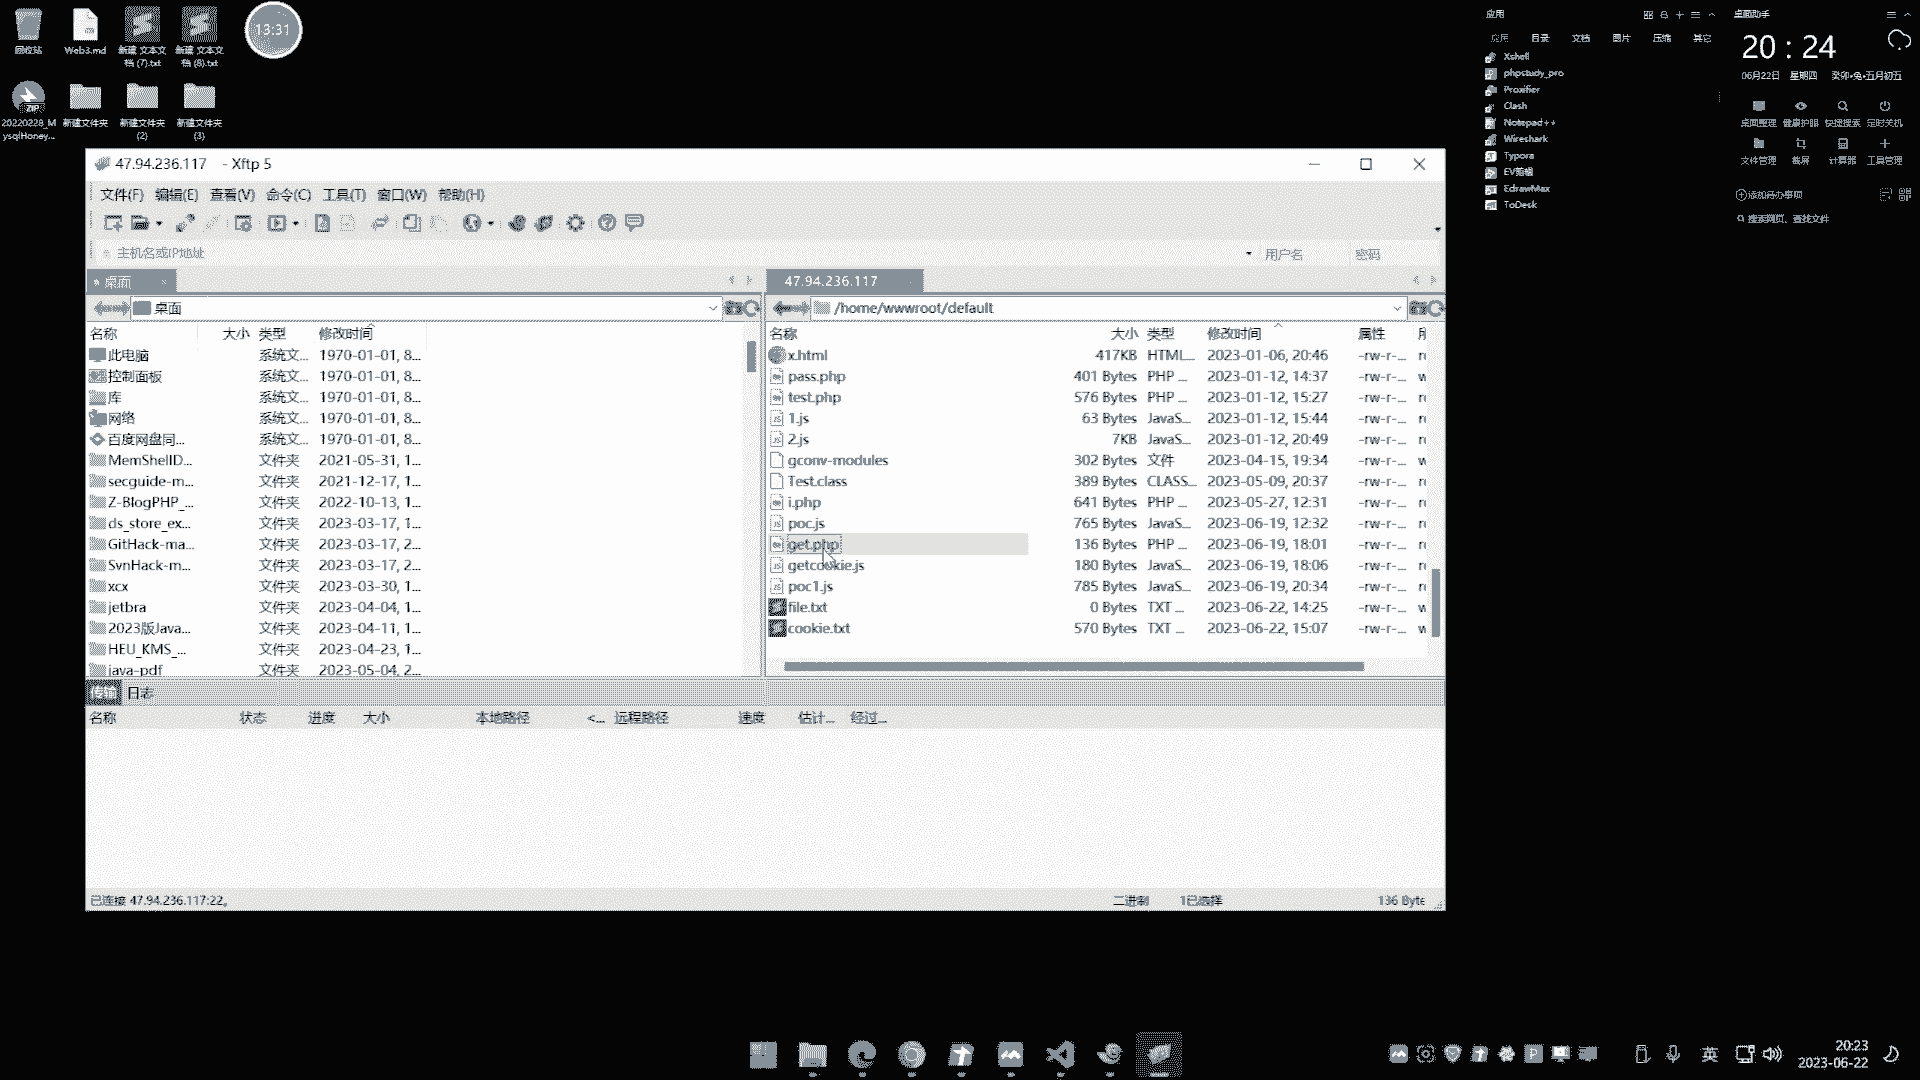 回收站
Web3.md
新建 文本文
档 (7).txt
新建 文本文
档 (8).txt
13:31
20220228_M
ysqlHoney...
新建文件夹
新建文件夹
(2)
新建文件夹
(3)
应用
应用 目录 文档 图片 压缩 其它
Xshell
phpstudy_pro
Proxifier
Clash
Notepad++
Wireshark
Typora
EV剪辑
EdrawMax
ToDesk
桌面助手
20 : 24
06月22日 星期四 癸卯•兔•五月初五
桌面整理 健康护眼 快捷搜索 定时关机
文件管理 截屏 计算器 工具管理
添加待办事项
搜索网页、查找文件
47.94.236.117 - Xftp 5
文件(F) 编辑(E) 查看(V) 命令(C) 工具(T) 窗口(W) 帮助(H)
主机名或IP地址 用户名 密码
桌面
桌面
名称 大小 类型 修改时间
此电脑 系统文... 1970-01-01, 8...
控制面板 系统文... 1970-01-01, 8...
库 系统文... 1970-01-01, 8...
网络 系统文... 1970-01-01, 8...
百度网盘同... 系统文... 1970-01-01, 8...
MemShellD... 文件夹 2021-05-31, 1...
secguide-m... 文件夹 2021-12-17, 1...
Z-BlogPHP_... 文件夹 2022-10-13, 1...
ds_store_ex... 文件夹 2023-03-17, 1...
GitHack-ma... 文件夹 2023-03-17, 2...
SvnHack-m... 文件夹 2023-03-17, 2...
xcx 文件夹 2023-03-30, 1...
jetbra 文件夹 2023-04-04, 1...
2023版Java... 文件夹 2023-04-11, 1...
HEU_KMS_... 文件夹 2023-04-23, 1...
java-pdf 文件夹 2023-05-04, 2...
47.94.236.117
/home/wwwroot/default
名称 大小 类型 修改时间 属性
x.html 417KB HTML... 2023-01-06, 20:46 -rw-r-...
pass.php 401 Bytes PHP ... 2023-01-12, 14:37 -rw-r-...
test.php 576 Bytes PHP ... 2023-01-12, 15:27 -rw-r-...
1.js 63 Bytes JavaS... 2023-01-12, 15:44 -rw-r-...
2.js 7KB JavaS... 2023-01-12, 20:49 -rw-r-...
gconv-modules 302 Bytes 文件 2023-04-15, 19:34 -rw-r-...
Test.class 389 Bytes CLASS... 2023-05-09, 20:37 -rw-r-...
i.php 641 Bytes PHP ... 2023-05-27, 12:31 -rw-r-...
poc.js 765 Bytes JavaS... 2023-06-19, 12:32 -rw-r-...
get.php 136 Bytes PHP ... 2023-06-19, 18:01 -rw-r-...
getcookie.js 180 Bytes JavaS... 2023-06-19, 18:06 -rw-r-...
poc1.js 785 Bytes JavaS... 2023-06-19, 20:34 -rw-r-...
file.txt 0 Bytes TXT ... 2023-06-22, 14:25 -rw-r-...
cookie.txt 570 Bytes TXT ... 2023-06-22, 15:07 -rw-r-...
传输 日志
名称 状态 进度 大小 本地路径 <... 远程路径 速度 估计... 经过...
已连接 47.94.236.117:22。 二进制 1已选择 136 Byte
英
20:23
2023-06-22